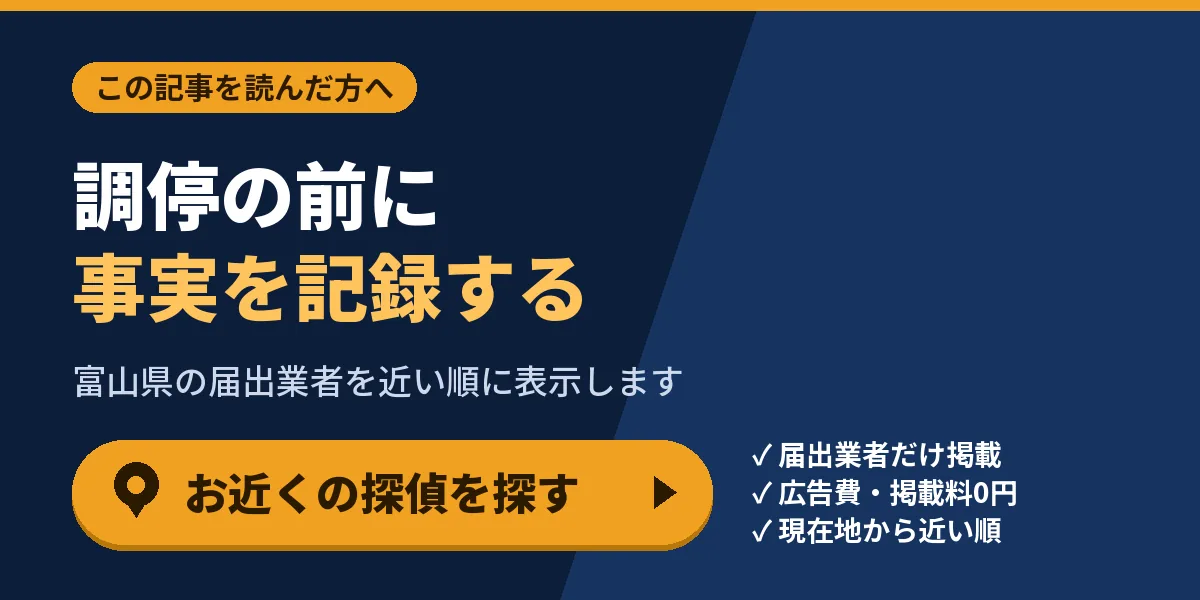 この記事を読んだ方へ
調停の前に
事実を記録する
富山県の届出業者を近い順に表示します
お近くの探偵を探す
✓ 届出業者だけ掲載
✓ 広告費・掲載料0円
✓ 現在地から近い順